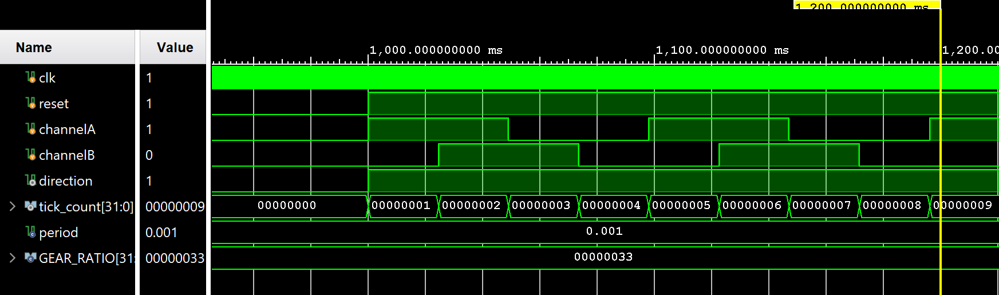 1,200.000000000 ms
Name Value
1,000.000000000 ms 1,100.000000000 ms 1,200.00
clk 1
reset 1
channelA 1
channelB 0
direction 1
tick_count[31:0] 00000009 00000000 00000001 00000002 00000003 00000004 00000005 00000006 00000007 00000008 00000009
period 0.001 0.001
GEAR_RATIO[31: 00000033 00000033